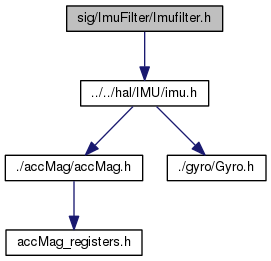 sig/ImuFilter/Imufilter.h
../../hal/IMU/imu.h
./accMag/accMag.h
./gyro/Gyro.h
accMag_registers.h